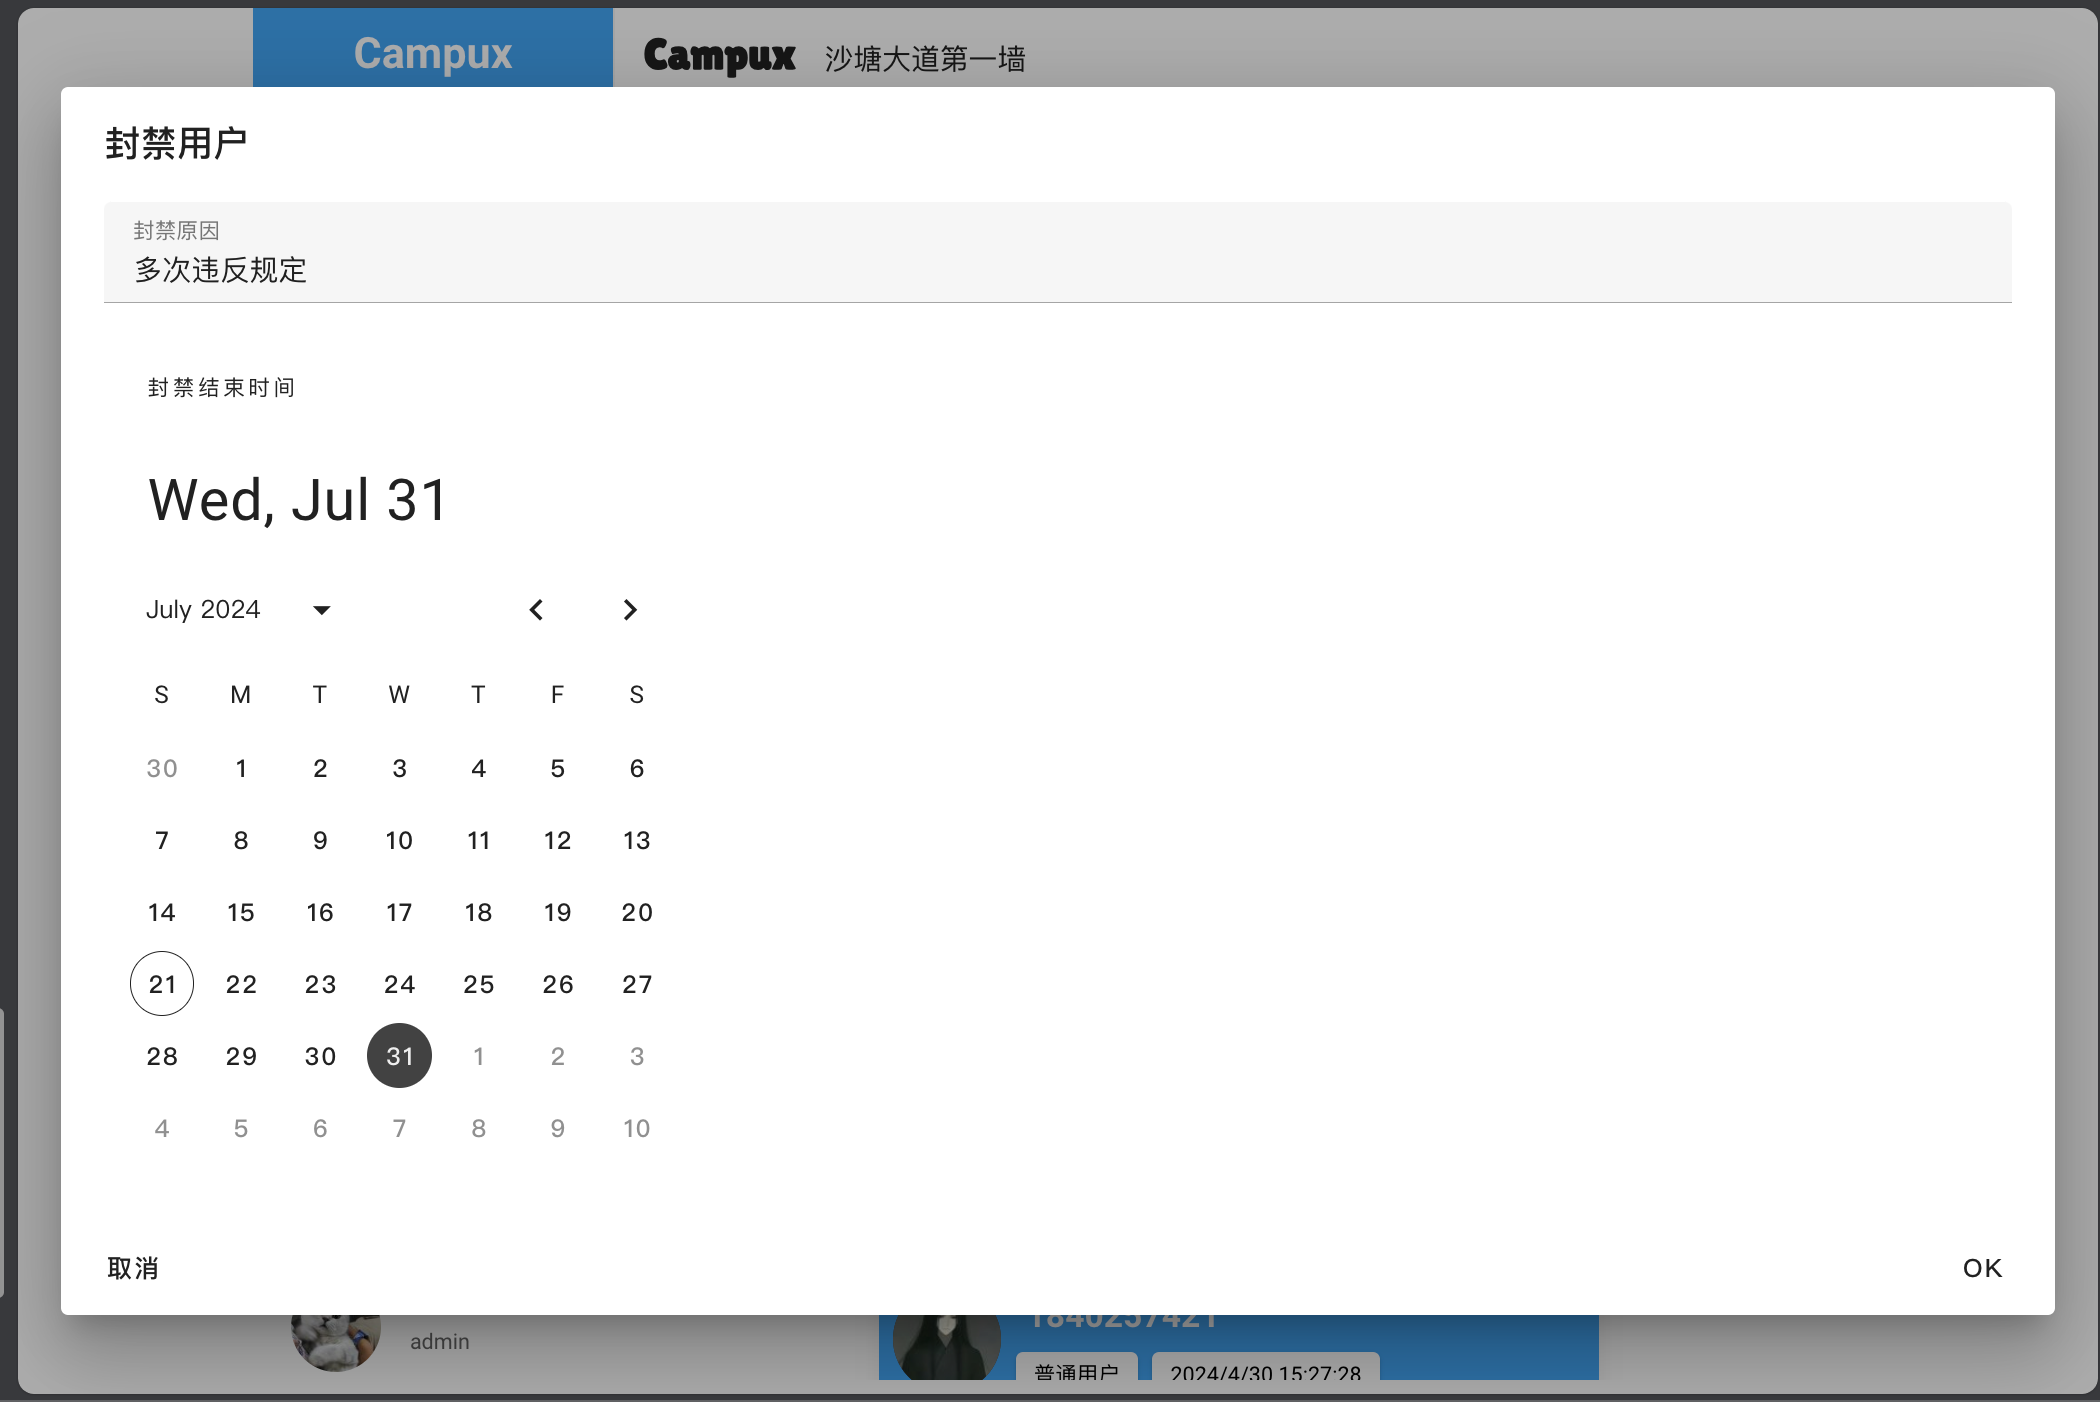 Campux
Campux 沙塘大道第一墙
封禁用户
封禁原因
多次违反规定
封禁结束时间
Wed, Jul 31
July 2024
S M T W T F S
30 1 2 3 4 5 6
7 8 9 10 11 12 13
14 15 16 17 18 19 20
21 22 23 24 25 26 27
28 29 30 31 1 2 3
4 5 6 7 8 9 10
取消 OK
1840257421
admin
普通用户 2024/4/30 15:27:28